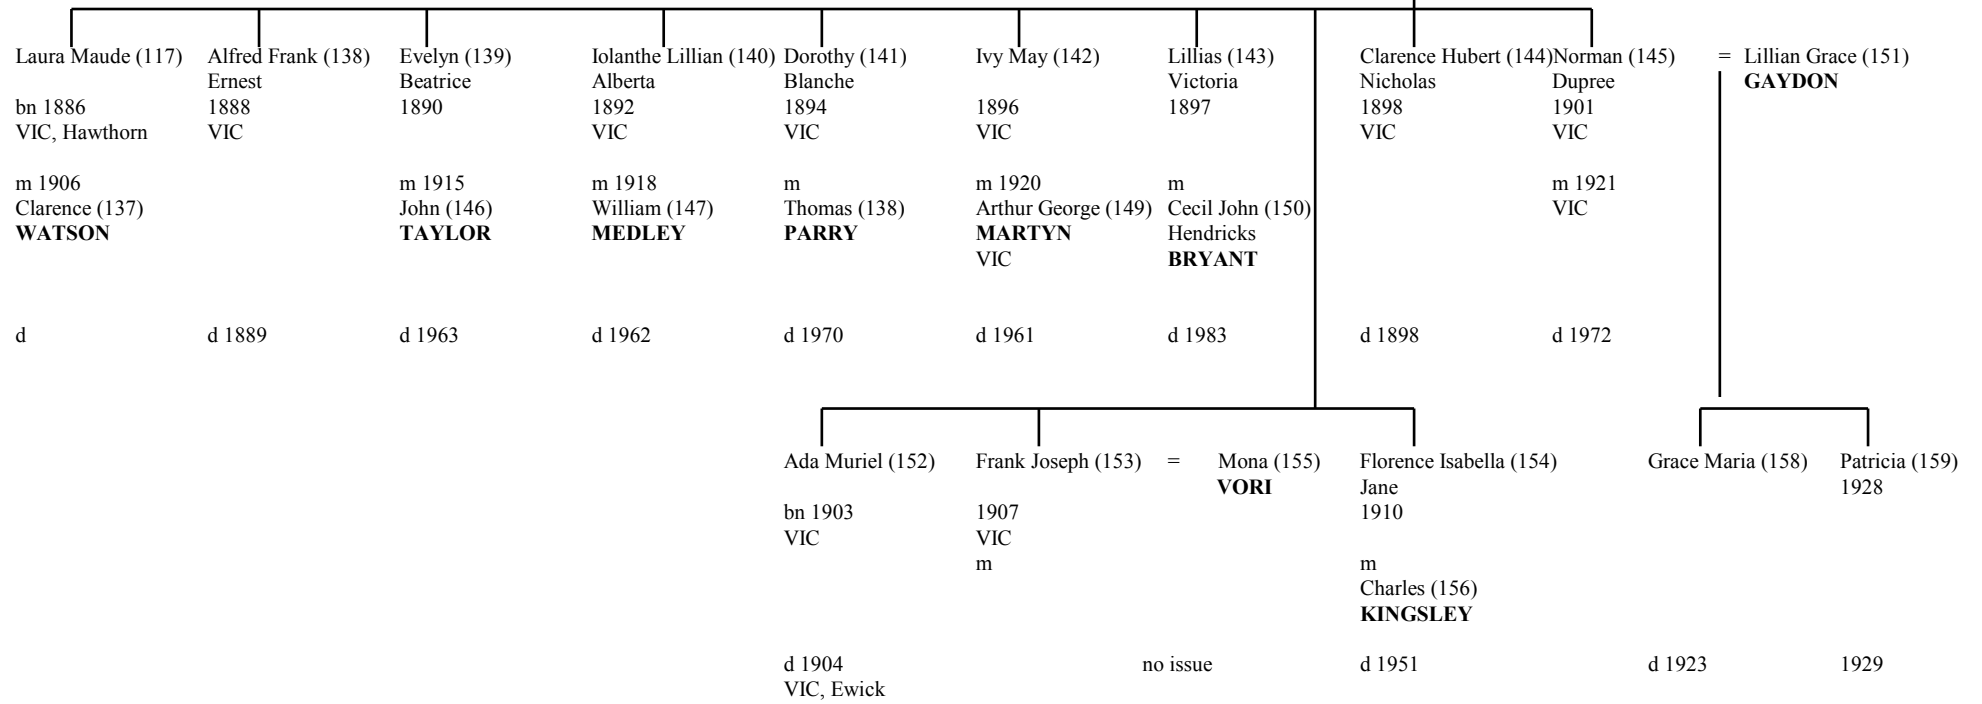 Laura Maude (117) Alfred Frank (138) Evelyn (139) Iolanthe Lillian (140) Dorothy (141) Ivy May (142) Lillias (143) Clarence Hubert (144) Norman (145) = Lillian Grace (151)
Ernest Beatrice Alberta Blanche Victoria Nicholas Dupree GAYDON
bn 1886 1888 1890 1892 1894 1896 1897 1898 1901
VIC, Hawthorn VIC VIC VIC VIC VIC VIC
m 1906 m 1915 m 1918 m m 1920 m m 1921
Clarence (137) John (146) William (147) Thomas (138) Arthur George (149) Cecil John (150) VIC
WATSON TAYLOR MEDLEY PARRY MARTYN Hendricks
VIC BRYANT
d d 1889 d 1963 d 1962 d 1970 d 1961 d 1983 d 1898 d 1972
Ada Muriel (152) Frank Joseph (153) = Mona (155) Florence Isabella (154) Grace Maria (158) Patricia (159)
VORI Jane 1928
bn 1903 1907 1910
VIC VIC
m m
Charles (156)
KINGSLEY
d 1904 no issue d 1951 d 1923 1929
VIC, Ewick